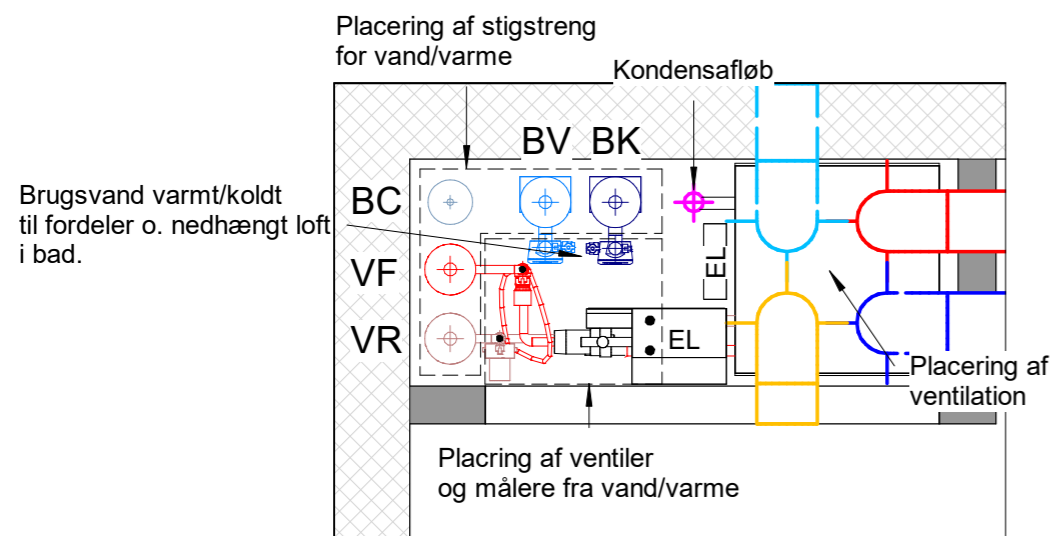 Placering af stigstreng
for vand/varme
Kondensafløb
BV BK
Brugsvand varmt/koldt
til fordeler o. nedhængt loft
i bad.
BC
VF
VR
EL
EL
Placering af
ventilation
Placring af ventiler
og målere fra vand/varme